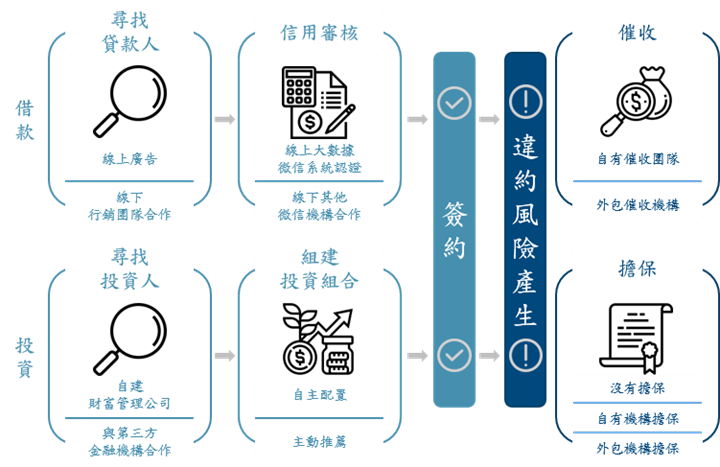 借
款
尋找
貸款人
線上廣告
線下
行銷團隊合作
信用審核
線上大數據
微信系統認證
線下其他
微信機構合作
簽約
違約風險產生
催收
自有催收團隊
外包催收機構
投
資
尋找
投資人
自建
財富管理公司
與第三方
金融機構合作
組建
投資組合
自主配置
主動推薦
擔保
沒有擔保
自有機構擔保
外包機構擔保